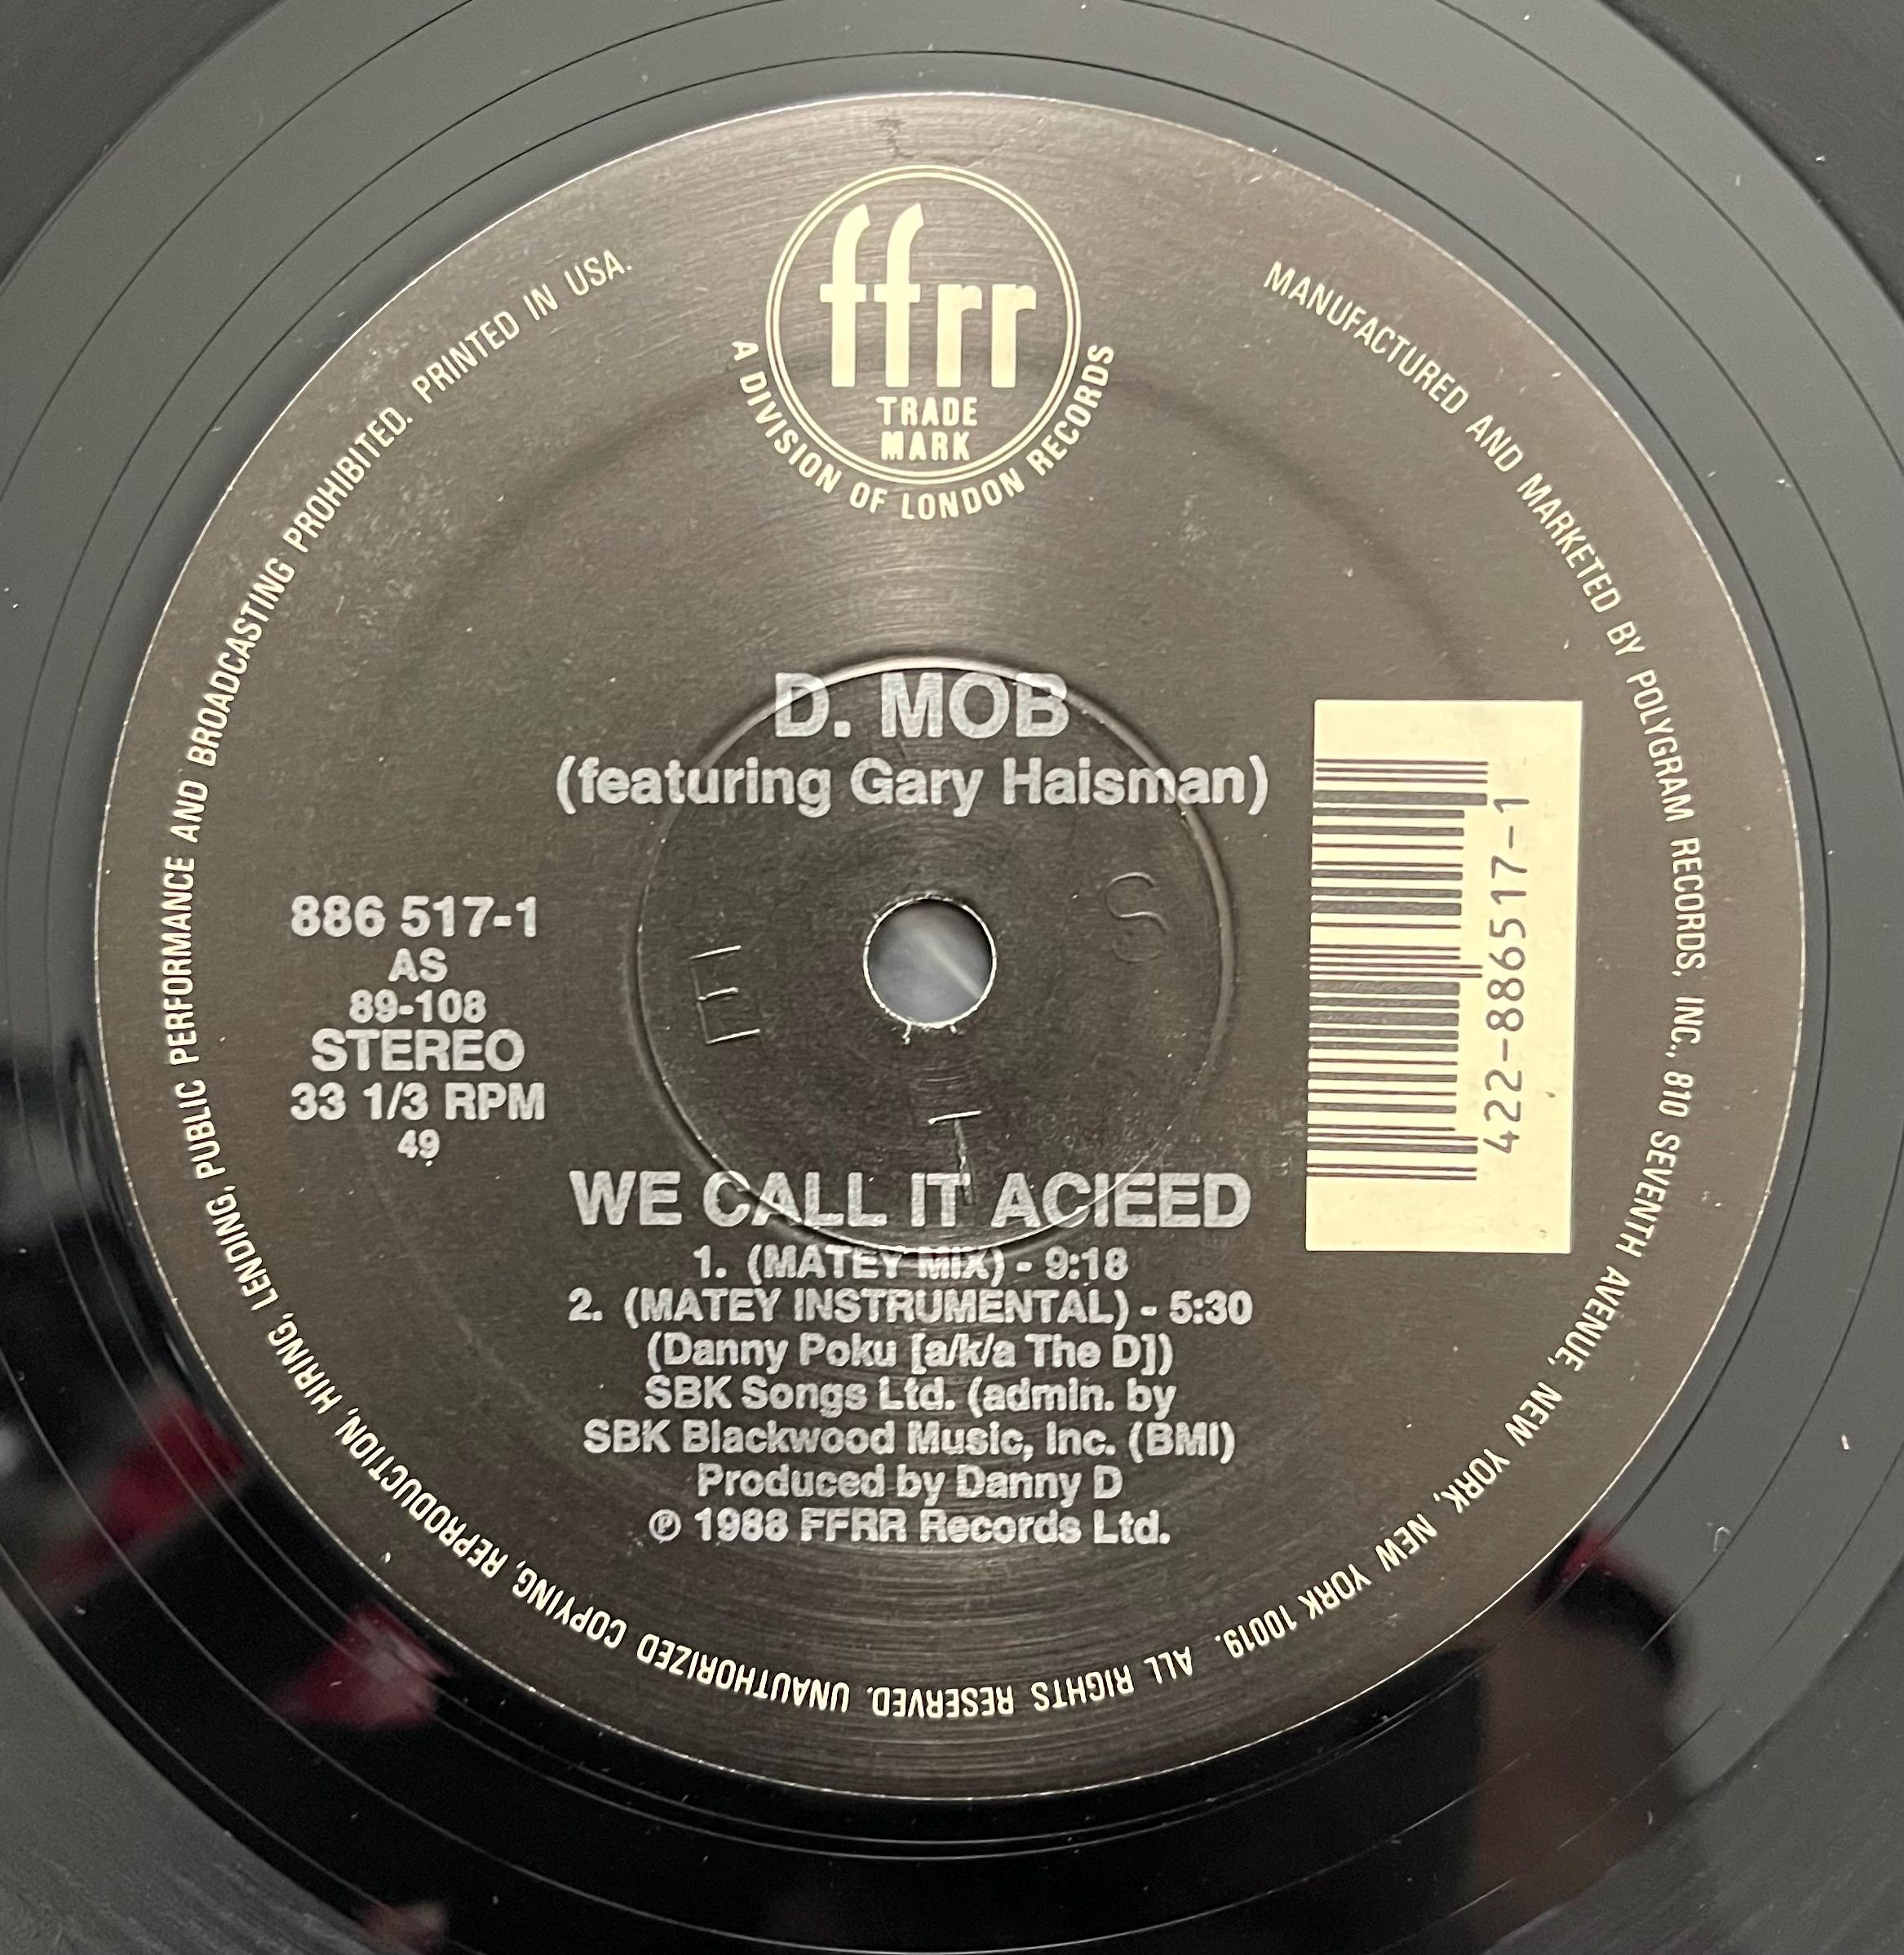 ffrr
TRADE
MARK
A DIVISION OF LONDON RECORDS
D. MOB
(featuring Gary Haisman)
886 517-1
AS
89-108
STEREO
33 1/3 RPM
49
422-886517-1
E
S
T
WE CALL IT ACIEED
1. (MATEY MIX) - 9:18
2. (MATEY INSTRUMENTAL) - 5:30
(Danny Poku [a/k/a The D])
SBK Songs Ltd. (admin. by
SBK Blackwood Music, Inc. (BMI)
Produced by Danny D
℗ 1988 FFRR Records Ltd.
MANUFACTURED AND MARKETED BY POLYGRAM RECORDS, INC., 810 SEVENTH AVENUE, NEW YORK, NEW YORK 10019. ALL RIGHTS RESERVED. UNAUTHORIZED COPYING, REPRODUCTION, HIRING, LENDING, PUBLIC PERFORMANCE AND BROADCASTING PROHIBITED. PRINTED IN USA.